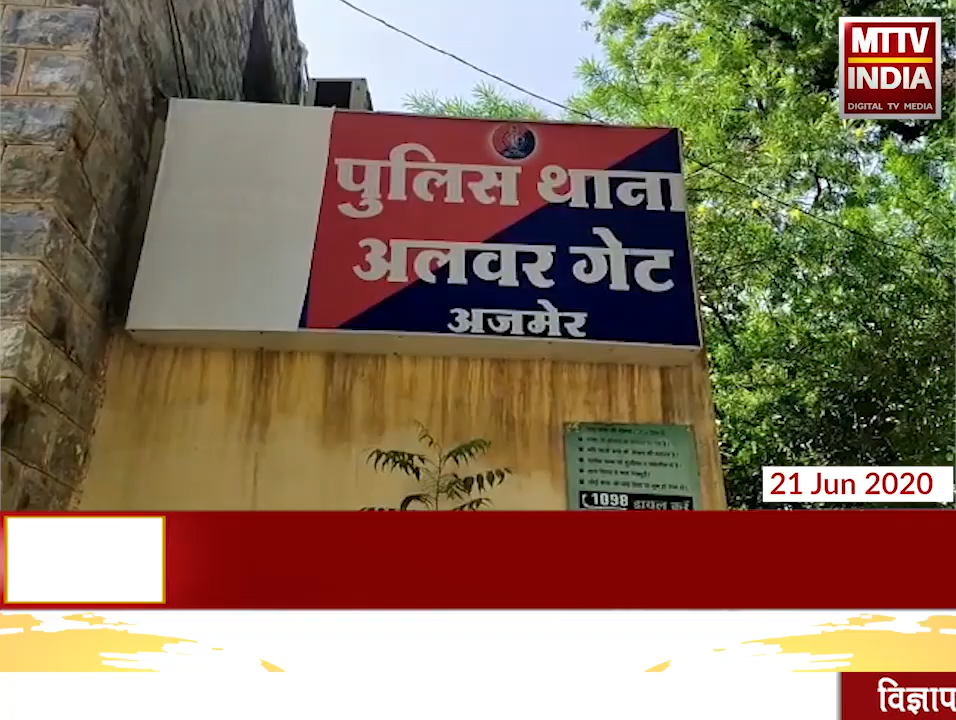 MTTV
INDIA
DIGITAL TV MEDIA
पुलिस थाना
अलवर गेट
अजमेर
1098 डायल करें
21 Jun 2020
विज्ञाप